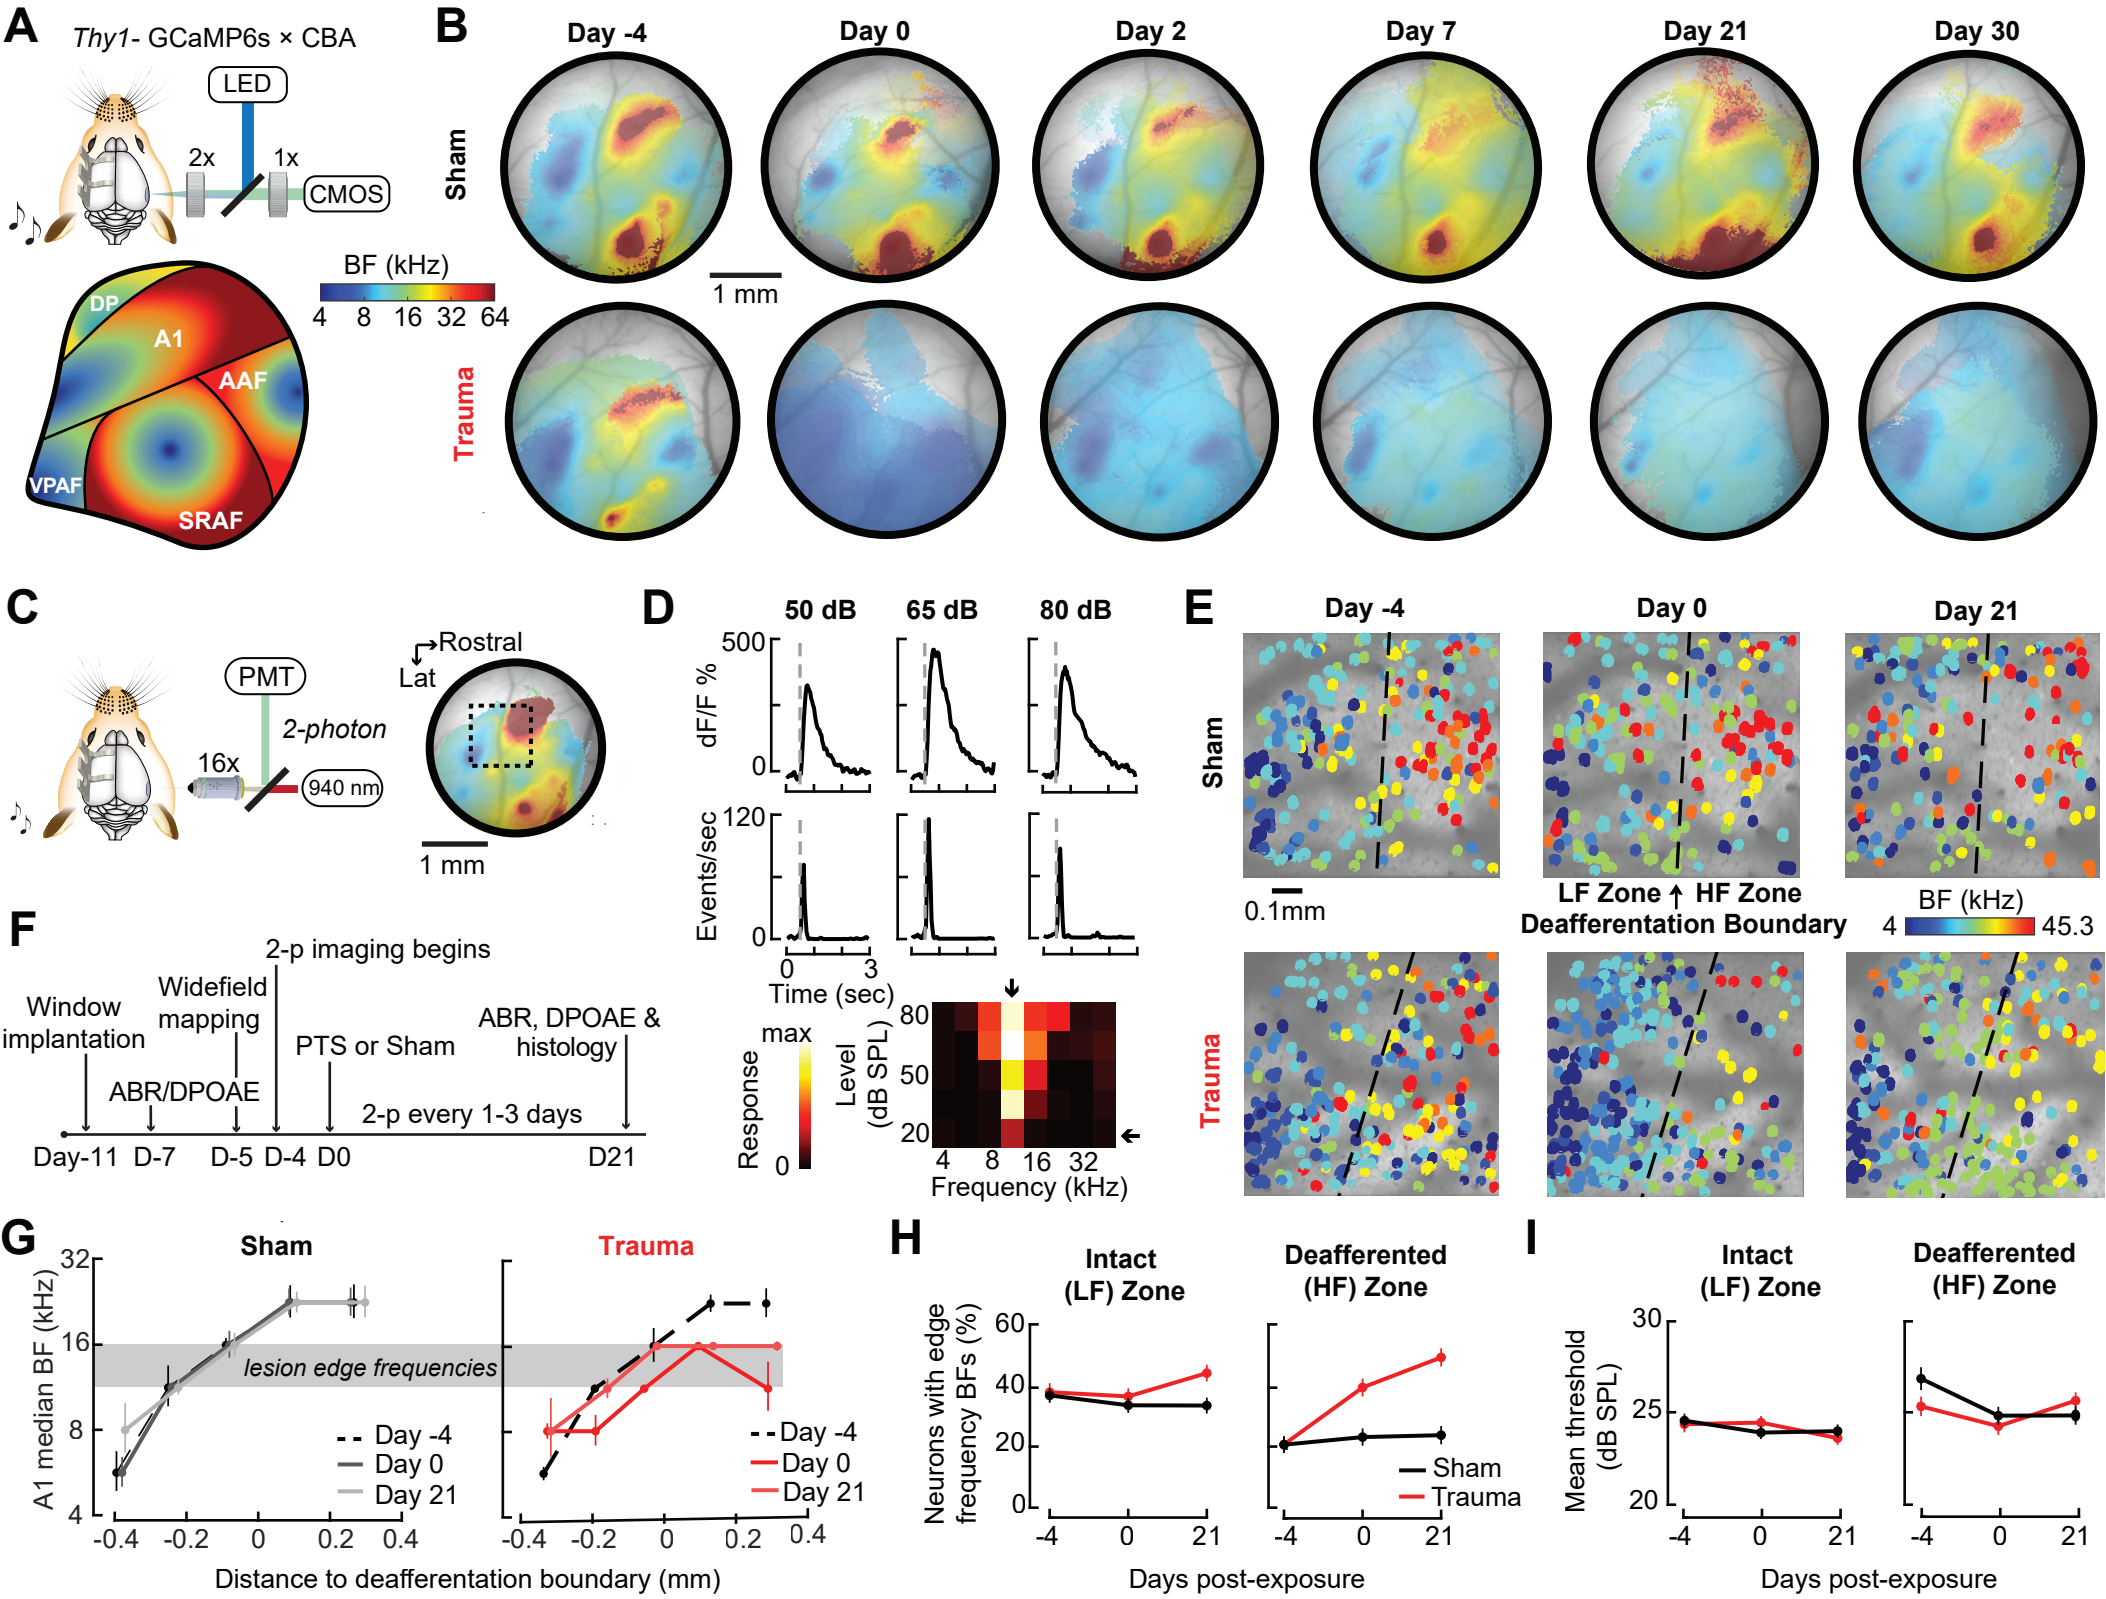 A
Thy1- GCaMP6s × CBA
LED
2x
1x
CMOS
BF (kHz)
4 8 16 32 64
DP
A1
AAF
VPAF
SRAF
B
Day -4
Day 0
Day 2
Day 7
Day 21
Day 30
Sham
1 mm
Trauma
C
PMT
2-photon
16x
940 nm
Rostral
Lat
1 mm
D
50 dB
65 dB
80 dB
500
dF/F %
0
120
Events/sec
0
0 3
Time (sec)
max
Response
0
Level
(dB SPL)
80
50
20
4 8 16 32
Frequency (kHz)
E
Day -4
Day 0
Day 21
Sham
0.1mm
LF Zone HF Zone
Deafferentation Boundary
BF (kHz)
4 45.3
Trauma
F
2-p imaging begins
Widefield
mapping
Window
implantation
PTS or Sham
ABR, DPOAE &
histology
ABR/DPOAE
2-p every 1-3 days
Day-11 D-7 D-5 D-4 D0 D21
G
Sham
Trauma
A1 median BF (kHz)
32
16
8
4
lesion edge frequencies
Day -4
Day 0
Day 21
Day -4
Day 0
Day 21
-0.4 -0.2 0 0.2 0.4
-0.4 -0.2 0 0.2 0.4
Distance to deafferentation boundary (mm)
H
Intact
(LF) Zone
Deafferented
(HF) Zone
Neurons with edge
frequency BFs (%)
60
40
20
0
Sham
Trauma
-4 0 21
-4 0 21
Days post-exposure
I
Intact
(LF) Zone
Deafferented
(HF) Zone
Mean threshold
(dB SPL)
30
25
20
-4 0 21
-4 0 21
Days post-exposure